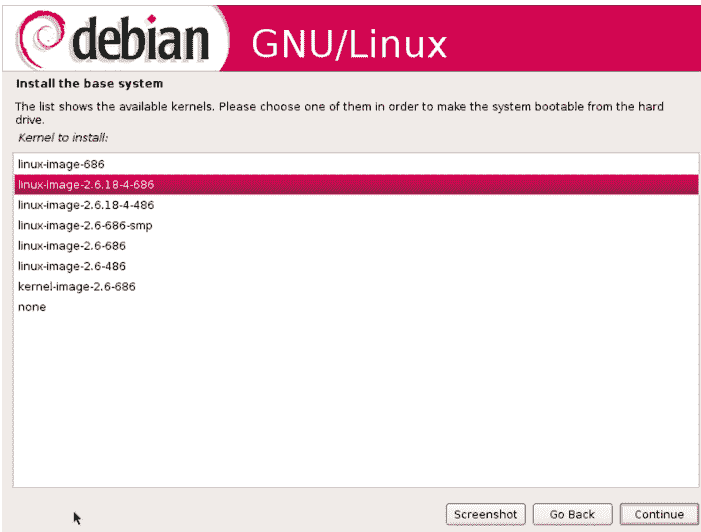 debian GNU/Linux
Install the base system
The list shows the available kernels. Please choose one of them in order to make the system bootable from the hard
drive.
Kernel to install:
linux-image-686
linux-image-2.6.18-4-686
linux-image-2.6.18-4-486
linux-image-2.6-686-smp
linux-image-2.6-686
linux-image-2.6-486
kernel-image-2.6-686
none
Screenshot Go Back Continue